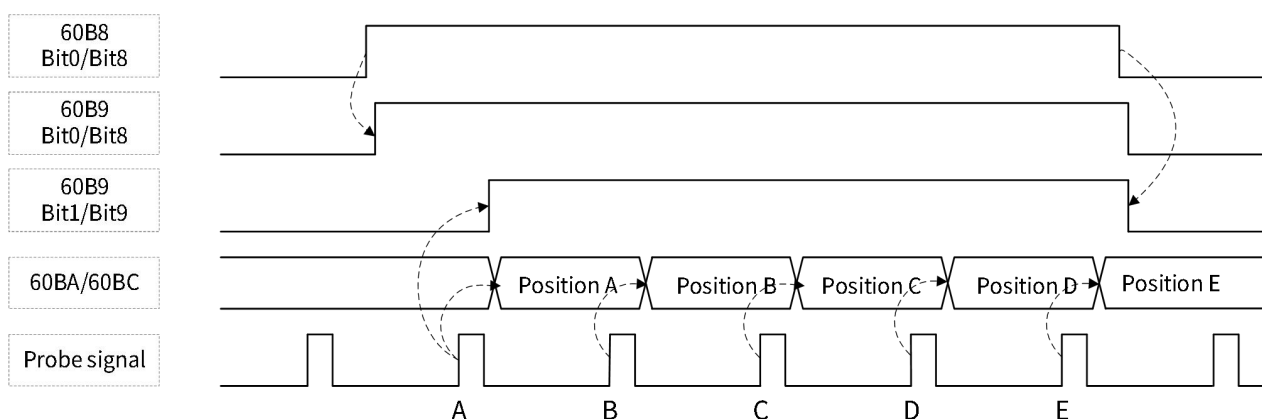 60B8
Bit0/Bit8
60B9
Bit0/Bit8
60B9
Bit1/Bit9
60BA/60BC
Position A
Position B
Position C
Position D
Position E
Probe signal
A
B
C
D
E